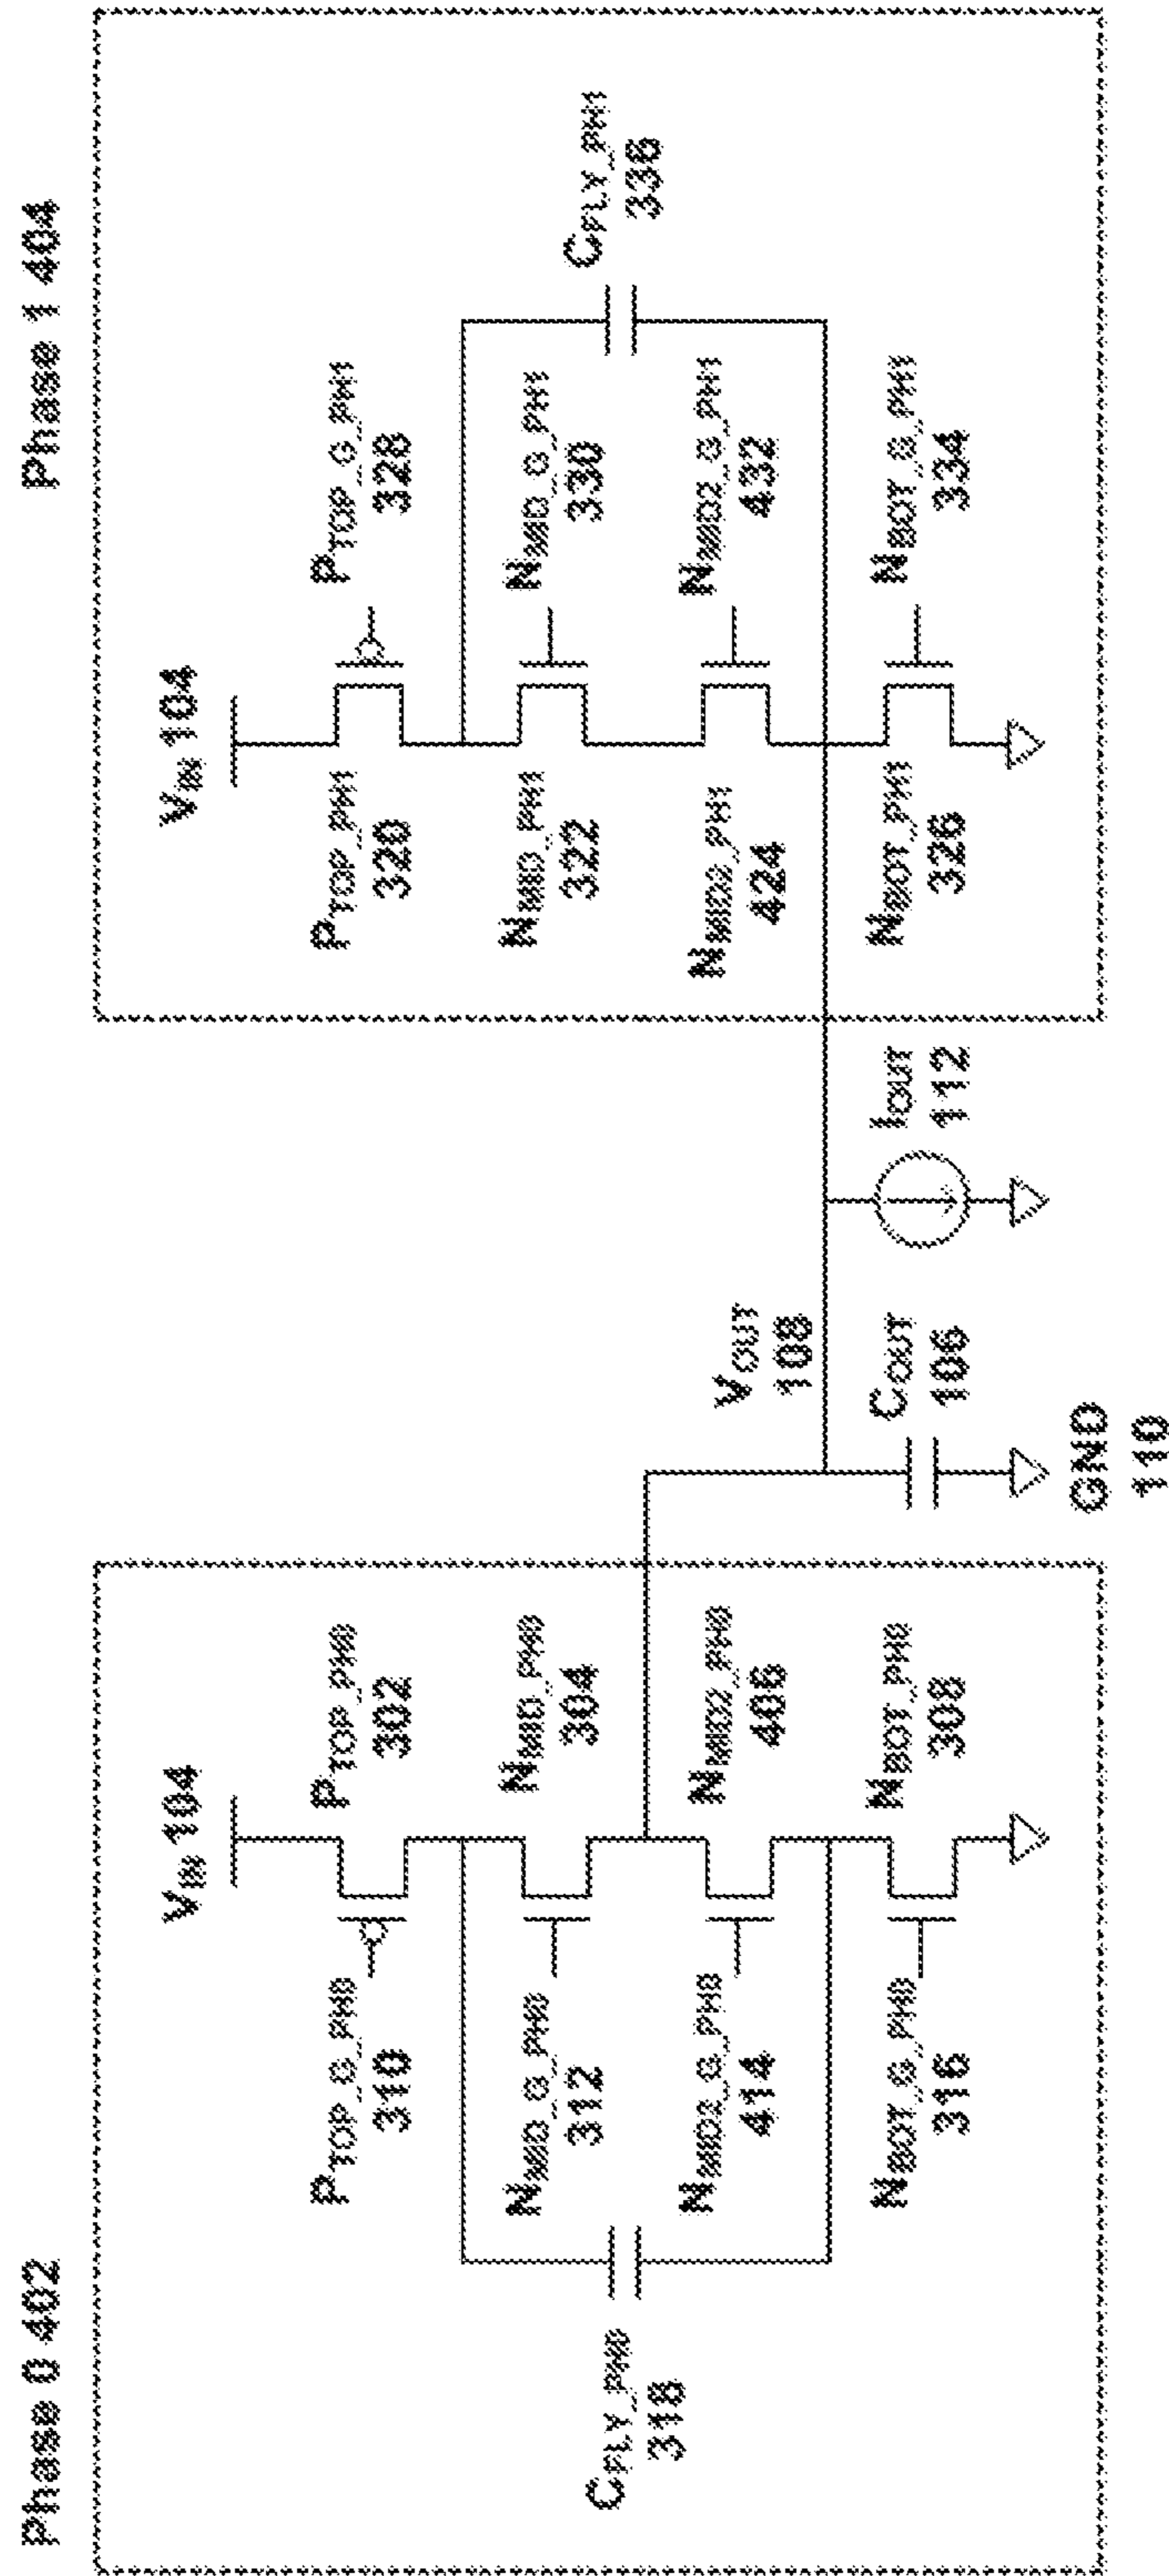 Phase 0 402
V_IN 104
P_TOP_G_PH0
310
P_TOP_PH0
302
N_MID_G_PH0
312
N_MID_PH0
304
C_FLY_PH0
318
N_MID2_G_PH0
414
N_MID2_PH0
406
N_BOT_G_PH0
316
N_BOT_PH0
308
V_OUT
108
C_OUT
106
GND
110
I_OUT
112
Phase 1 404
V_IN 104
P_TOP_PH1
320
P_TOP_G_PH1
328
N_MID_PH1
322
N_MID_G_PH1
330
C_FLY_PH1
336
N_MID2_PH1
424
N_MID2_G_PH1
432
N_BOT_PH1
326
N_BOT_G_PH1
334